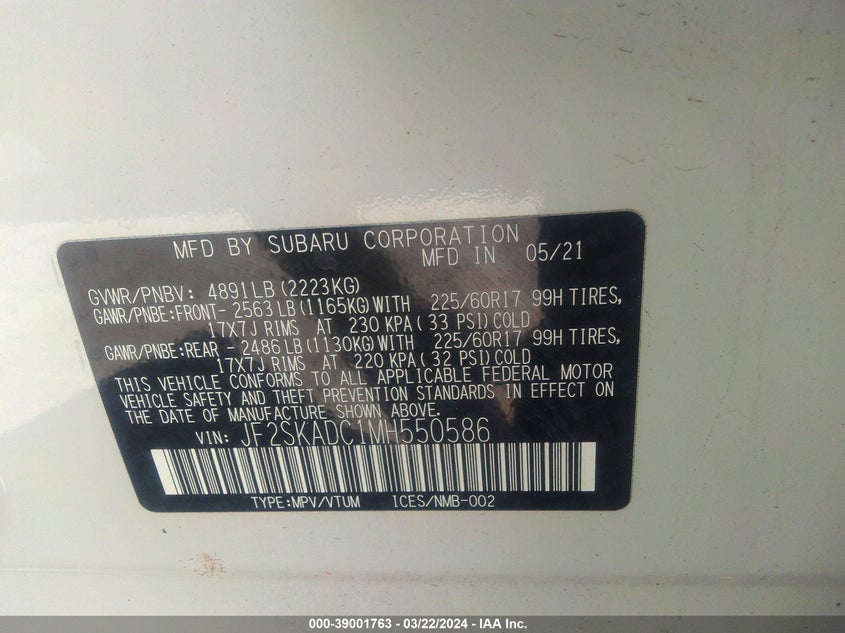 MFD BY SUBARU CORPORATION
MFD IN 05/21
GVWR/PNBV: 4891LB (2223KG)
GAWR/PNBE:FRONT- 2563 LB (1165KG) WITH 225/60R17 99H TIRES,
17X7J RIMS AT 230 KPA ( 33 PSI) COLD
GAWR/PNBE:REAR - 2486 LB (1130KG) WITH 225/60R17 99H TIRES,
17X7J RIMS AT 220 KPA ( 32 PSI) COLD
THIS VEHICLE CONFORMS TO ALL APPLICABLE FEDERAL MOTOR
VEHICLE SAFETY AND THEFT PREVENTION STANDARDS IN EFFECT ON
THE DATE OF MANUFACTURE SHOWN ABOVE.
VIN: JF2SKADC1MH550586
TYPE:MPV/VTUM ICES/NMB-002
000-39001763 - 03/22/2024 - IAA Inc.